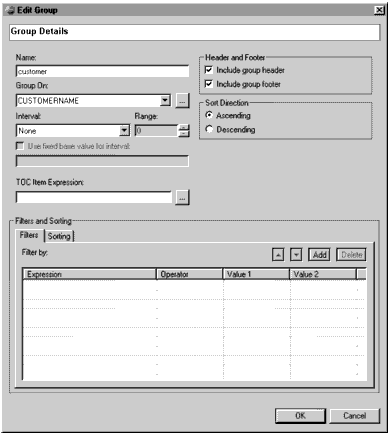 Edit Group
Group Details
Name:
customer
Group On:
CUSTOMERNAME
...
Interval:
Range:
None
0
Use fixed base value for interval:
TOC Item Expression:
...
Header and Footer
Include group header
Include group footer
Sort Direction
Ascending
Descending
Filters and Sorting
Filters
Sorting
Filter by:
Add
Delete
Expression
Operator
Value 1
Value 2
OK
Cancel